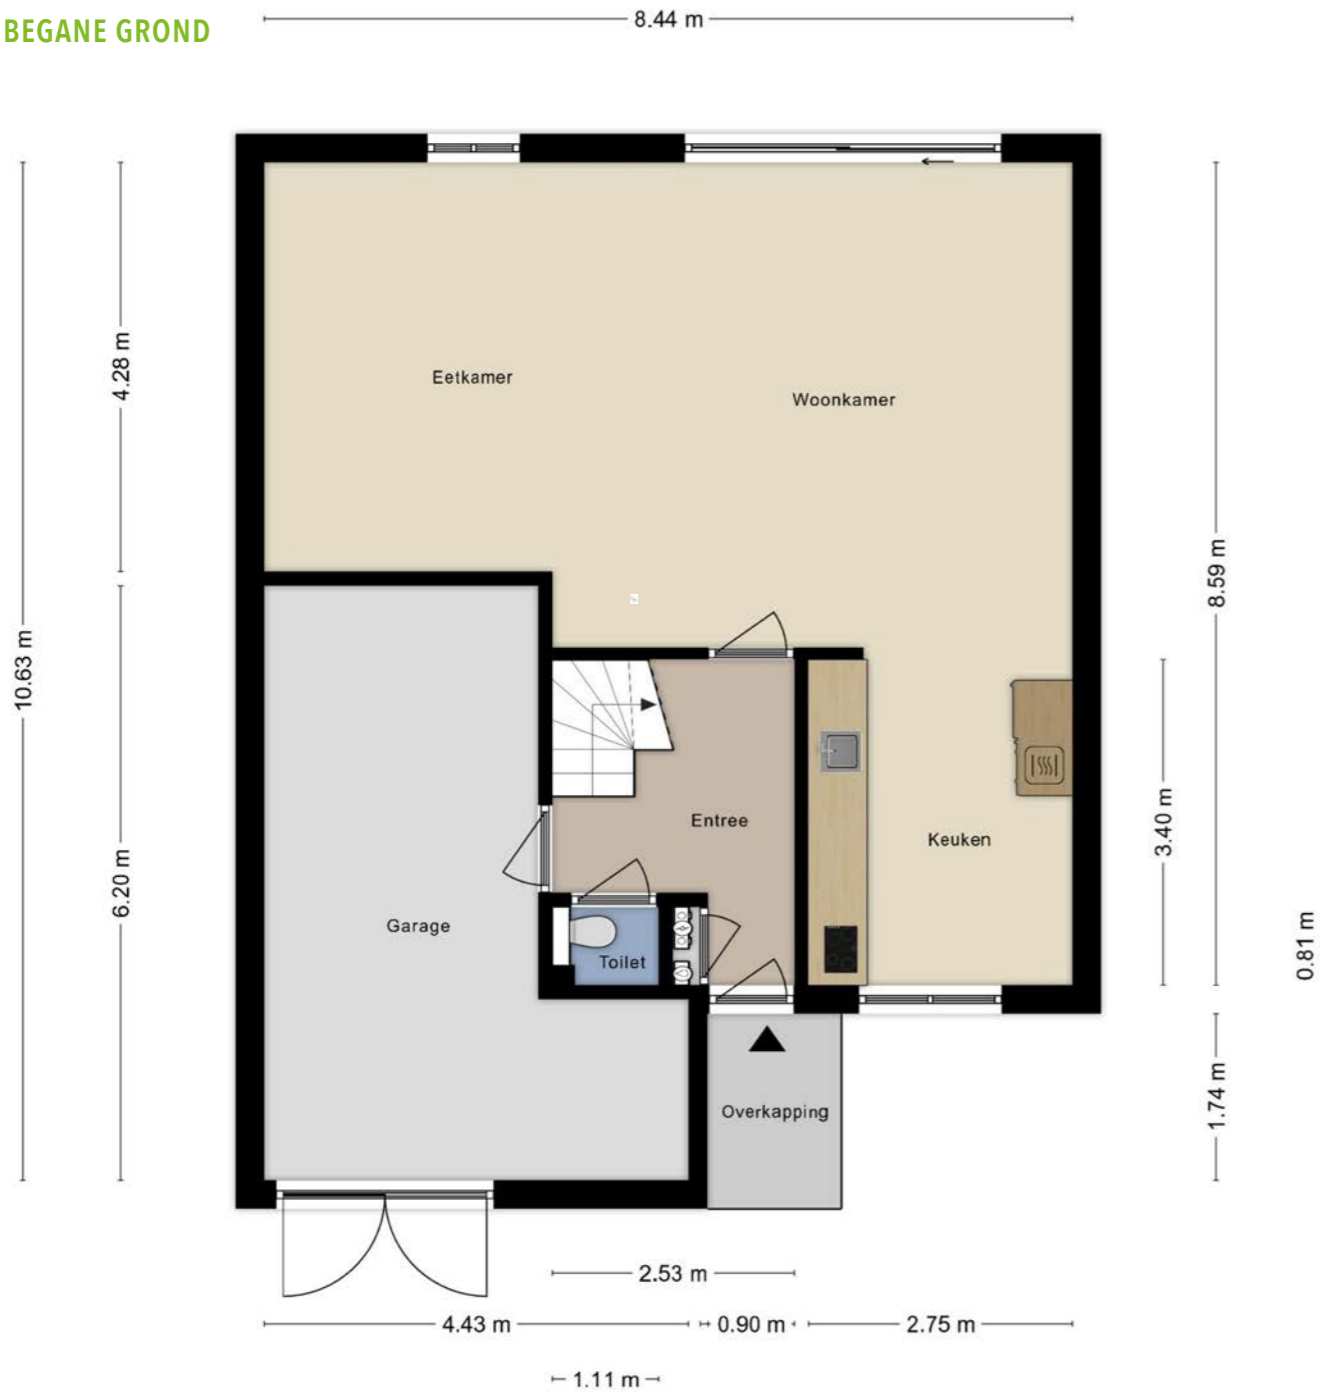 BEGANE GROND
8.44 m
4.28 m
Eetkamer
Woonkamer
8.59 m
10.63 m
3.40 m
Entree
Keuken
6.20 m
Garage
Toilet
0.81 m
1.74 m
Overkapping
2.53 m
4.43 m
0.90 m
2.75 m
1.11 m